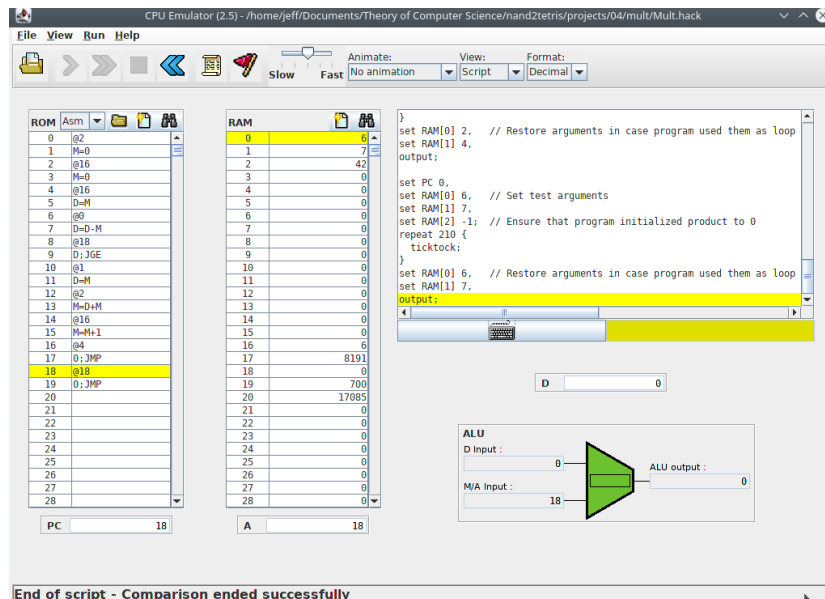 CPU Emulator (2.5) - /home/jeff/Documents/Theory of Computer Science/nand2tetris/projects/04/mult/Mult.hack
File View Run Help
Slow Fast
Animate:
No animation
View:
Script
Format:
Decimal
ROM Asm
0 @2
1 M=0
2 @16
3 M=0
4 @16
5 D=M
6 @0
7 D=D-M
8 @18
9 D;JGE
10 @1
11 D=M
12 @2
13 M=D+M
14 @16
15 M=M+1
16 @4
17 0;JMP
18 @18
19 0;JMP
20
21
22
23
24
25
26
27
28
PC 18
RAM
0 6
1 7
2 42
3 0
4 0
5 0
6 0
7 0
8 0
9 0
10 0
11 0
12 0
13 0
14 0
15 0
16 6
17 8191
18 0
19 700
20 17085
21 0
22 0
23 0
24 0
25 0
26 0
27 0
28 0
A 18
}
set RAM[0] 2, // Restore arguments in case program used them as loop
set RAM[1] 4,
output;
set PC 0,
set RAM[0] 6, // Set test arguments
set RAM[1] 7,
set RAM[2] -1; // Ensure that program initialized product to 0
repeat 210 {
ticktock;
}
set RAM[0] 6, // Restore arguments in case program used them as loop
set RAM[1] 7,
output;
D 0
ALU
D Input :
0
M/A Input :
18
ALU output :
0
End of script - Comparison ended successfully